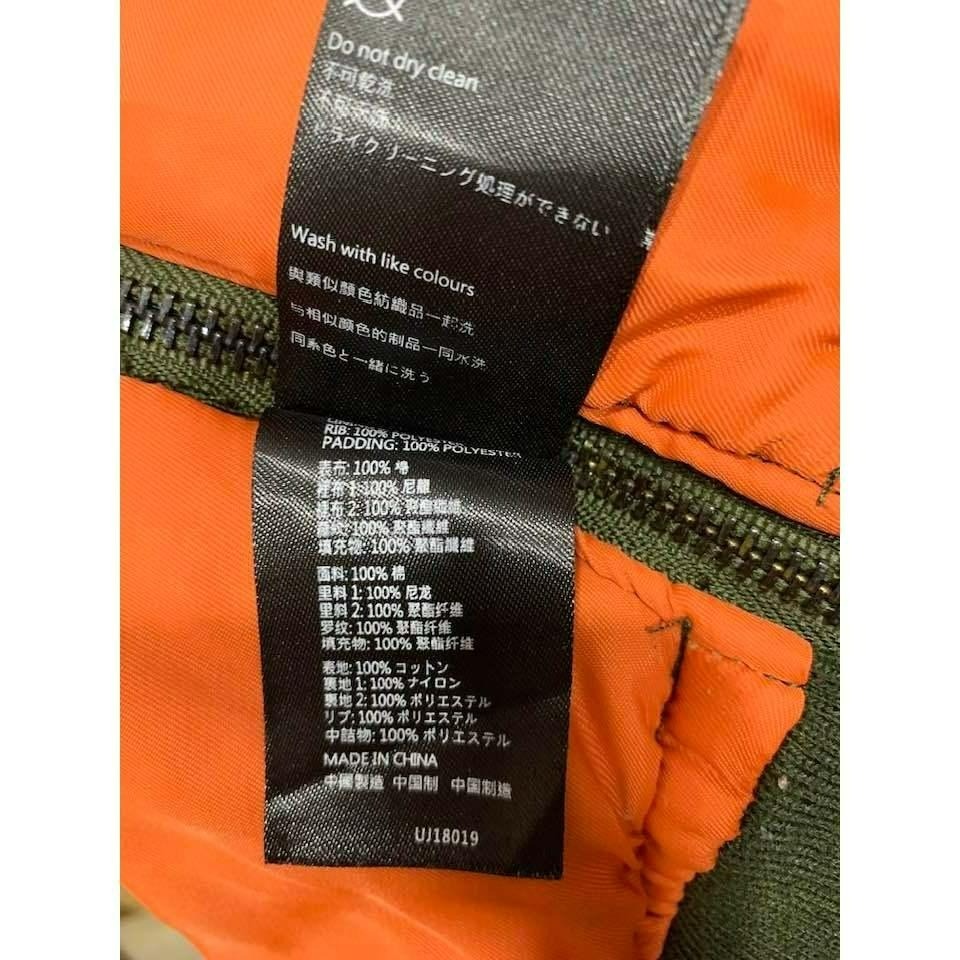 Do not dry clean
不可乾洗
ドライクリーニング処理ができない
Wash with like colours
與類似顏色紡織品一起洗
与相似颜色的制品一同水洗
同系色と一緒に洗う
RIB: 100% POLYESTER
PADDING: 100% POLYESTER
表布: 100% 棉
裡布 1: 100% 尼龍
裡布 2: 100% 聚酯纖維
羅紋: 100% 聚酯纖維
填充物: 100% 聚酯纖維
面料: 100% 棉
里料 1: 100% 尼龙
里料 2: 100% 聚酯纤维
罗纹: 100% 聚酯纤维
填充物: 100% 聚酯纤维
表地: 100% コットン
裏地 1: 100% ナイロン
裏地 2: 100% ポリエステル
リブ: 100% ポリエステル
中詰物: 100% ポリエステル
MADE IN CHINA
中國製造 中国制 中国制造
UJ18019